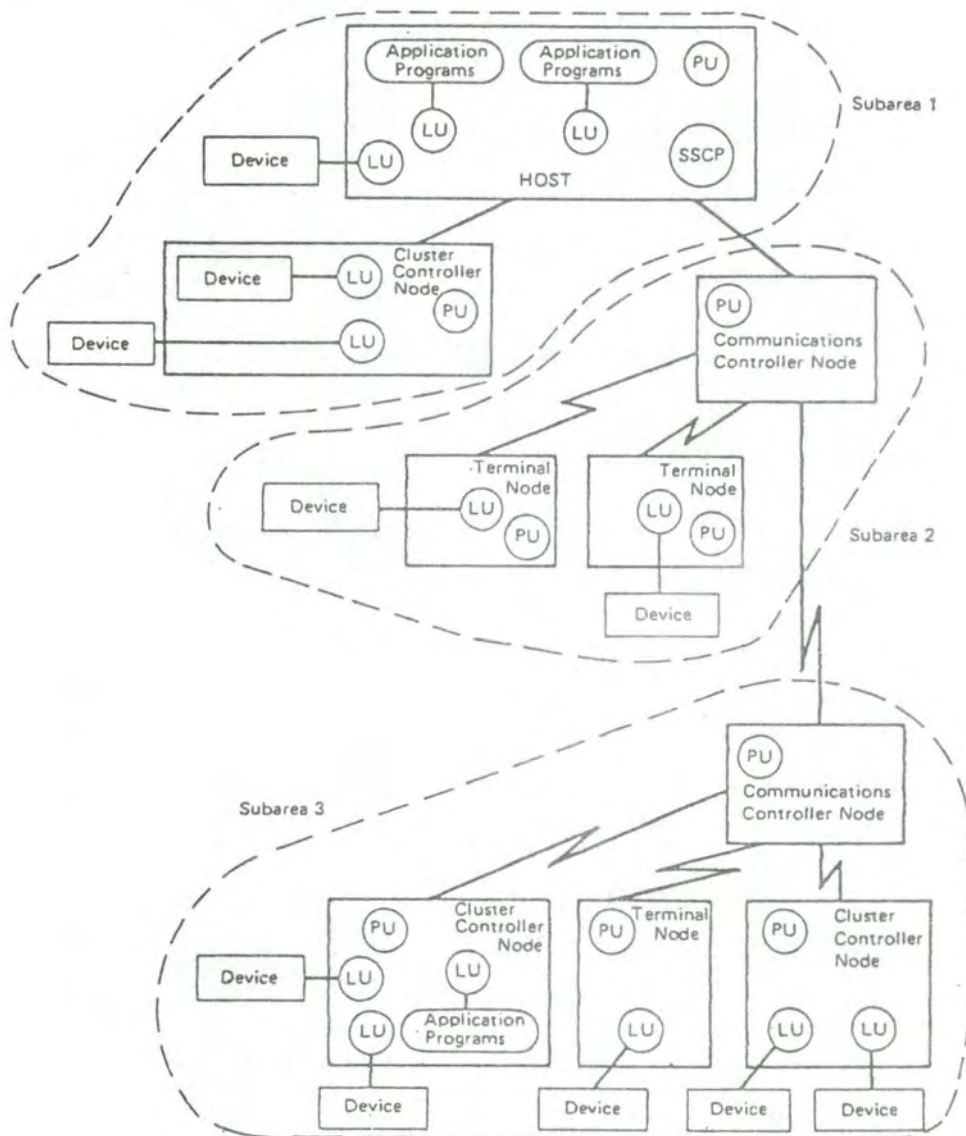 Application
Programs
Application
Programs
PU
Subarea 1
LU
LU
Device
LU
SSCP
HOST
Device
LU
Cluster
Controller
Node
PU
Device
LU
PU
Communications
Controller Node
Terminal
Node
Terminal
Node
Device
LU
PU
LU
PU
Subarea 2
Device
PU
Communications
Controller Node
Subarea 3
PU
Cluster
Controller
Node
PU
Terminal
Node
PU
Cluster
Controller
Node
Device
LU
LU
LU
Application
Programs
LU
LU
LU
Device
Device
Device
Device